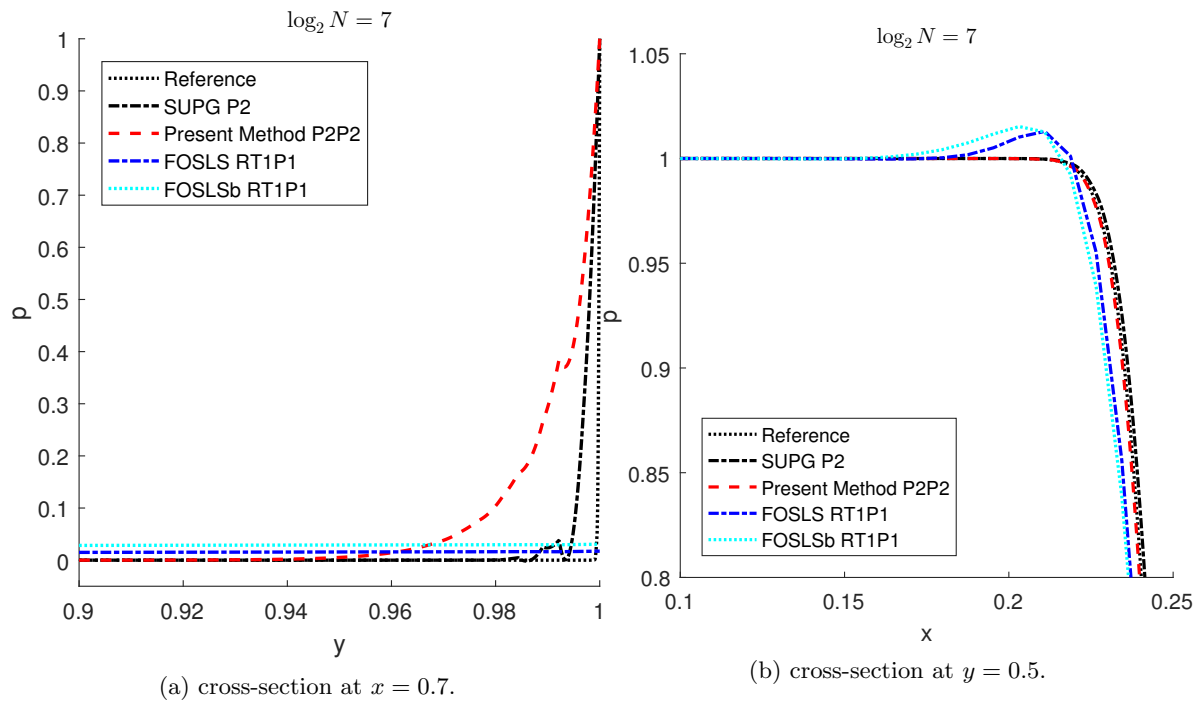 log₂ N = 7
1
0.9
0.8
0.7
0.6
0.5
0.4
0.3
0.2
0.1
0
p
Reference
SUPG P2
Present Method P2P2
FOSLS RT1P1
FOSLSb RT1P1
0.9
0.92
0.94
0.96
0.98
1
y
(a) cross-section at x = 0.7.
log₂ N = 7
1.05
1
0.95
0.9
0.85
0.8
p
Reference
SUPG P2
Present Method P2P2
FOSLS RT1P1
FOSLSb RT1P1
0.1
0.15
0.2
0.25
x
(b) cross-section at y = 0.5.